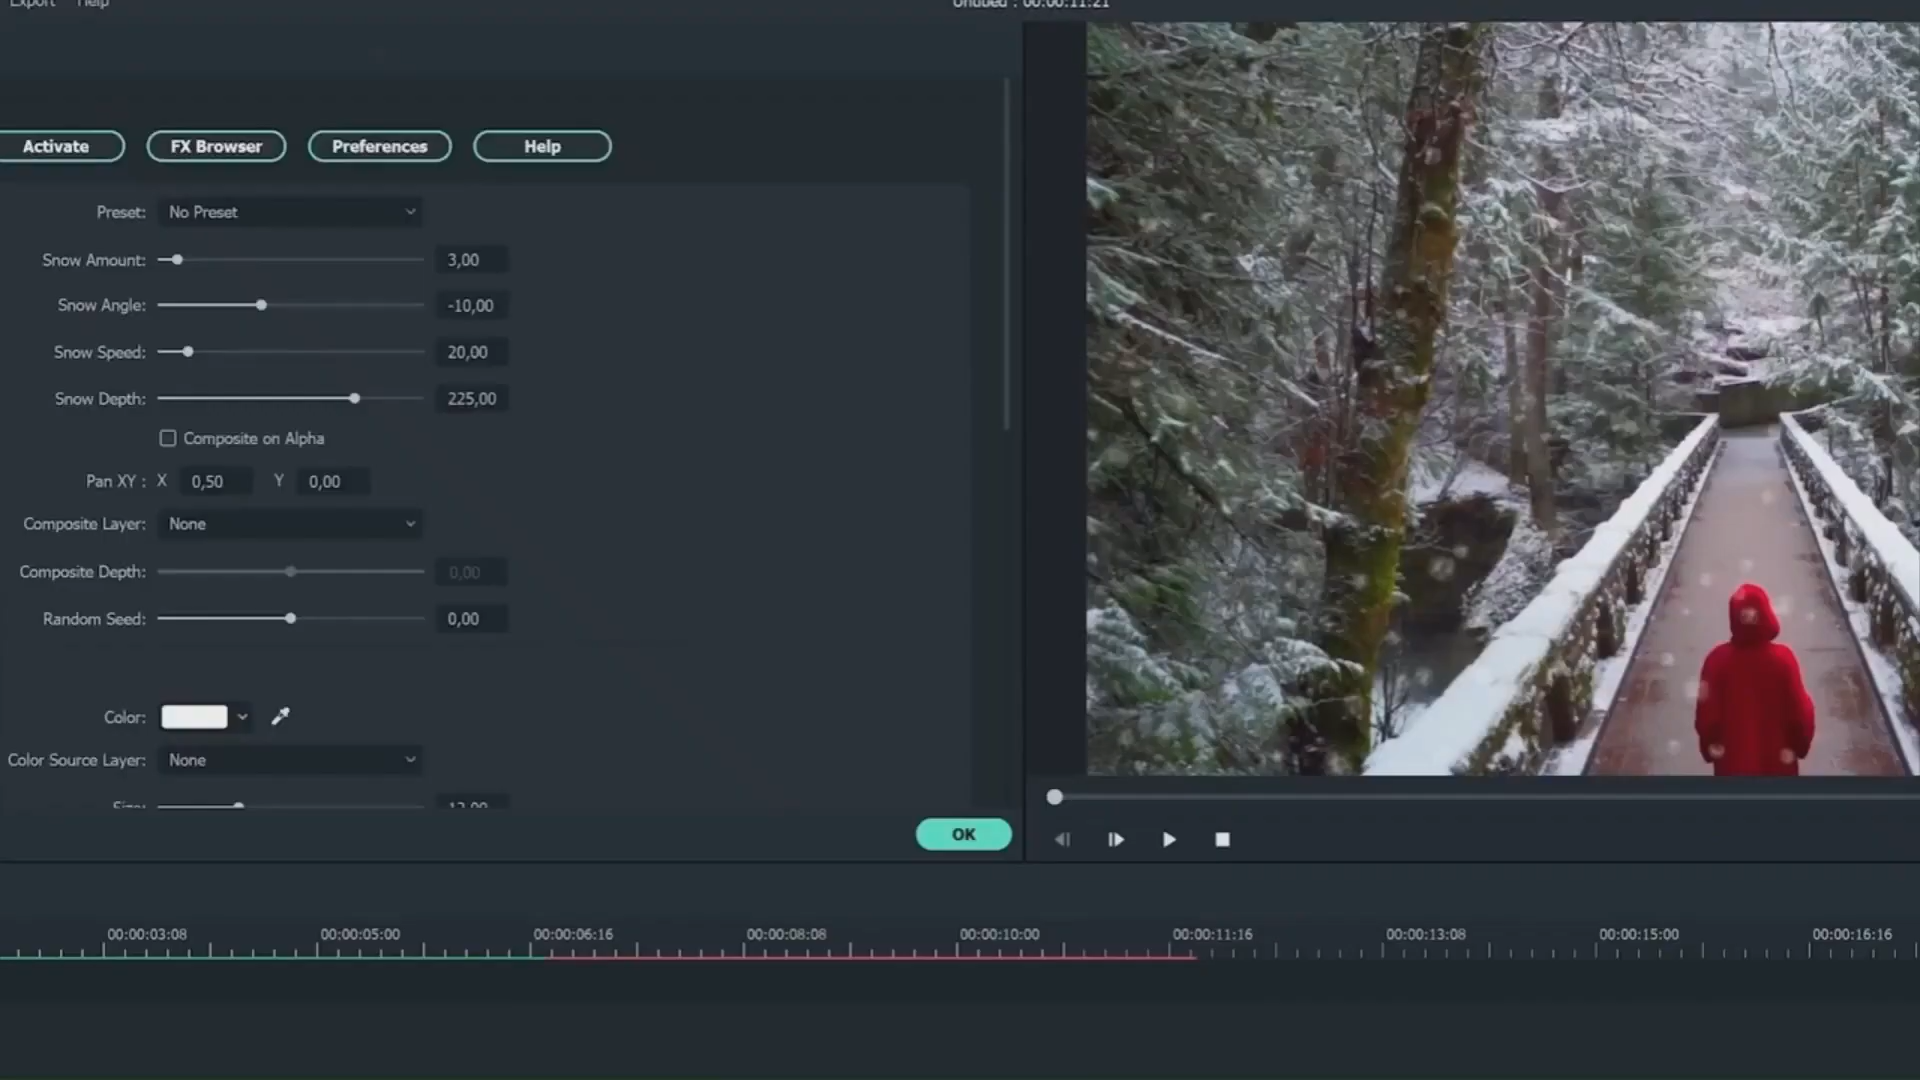 Export Help
Untitled : 00:00:11:21
Activate FX Browser Preferences Help
Preset: No Preset
Snow Amount: 3,00
Snow Angle: -10,00
Snow Speed: 20,00
Snow Depth: 225,00
Composite on Alpha
Pan XY : X 0,50 Y 0,00
Composite Layer: None
Composite Depth: 0,00
Random Seed: 0,00
Color:
Color Source Layer: None
Size: 12,00
OK
00:00:03:08 00:00:05:00 00:00:06:16 00:00:08:08 00:00:10:00 00:00:11:16 00:00:13:08 00:00:15:00 00:00:16:16